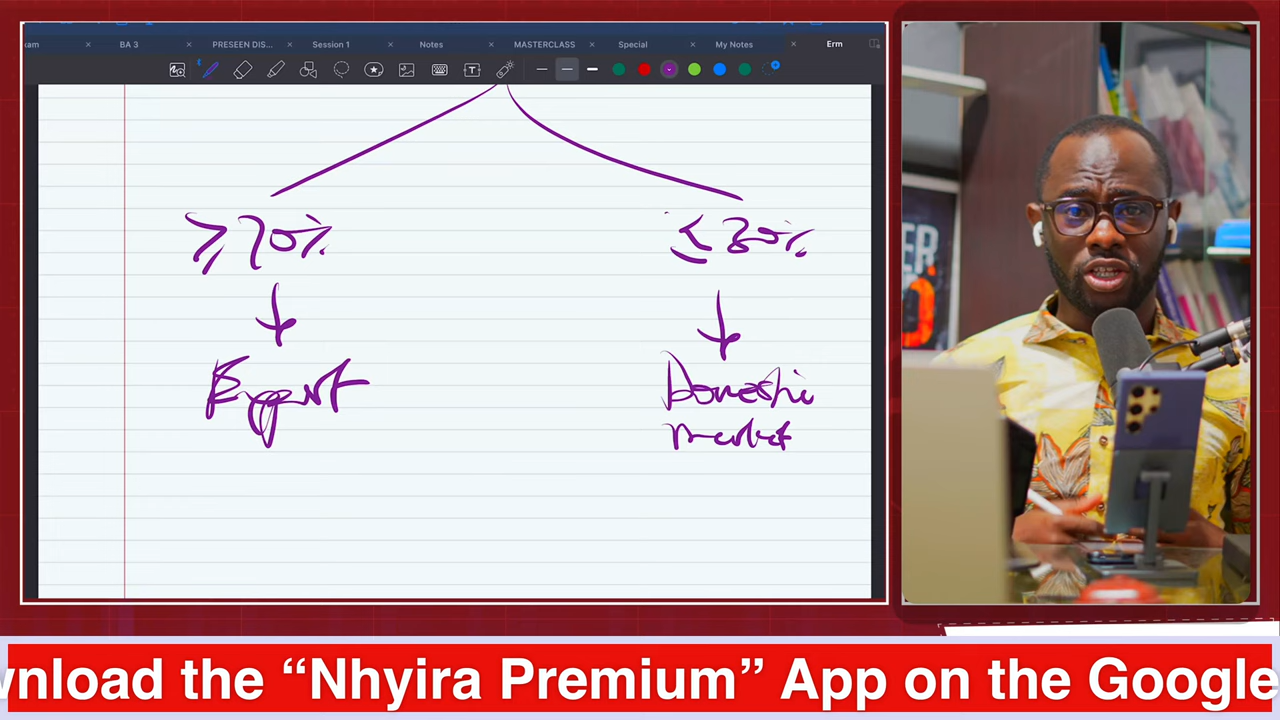 am
BA 3
PRESEEN DIS...
Session 1
Notes
MASTERCLASS
Special
My Notes
Erm
≥70%
≤30%
Export
Domestic
market
wnload the “Nhyira Premium” App on the Google